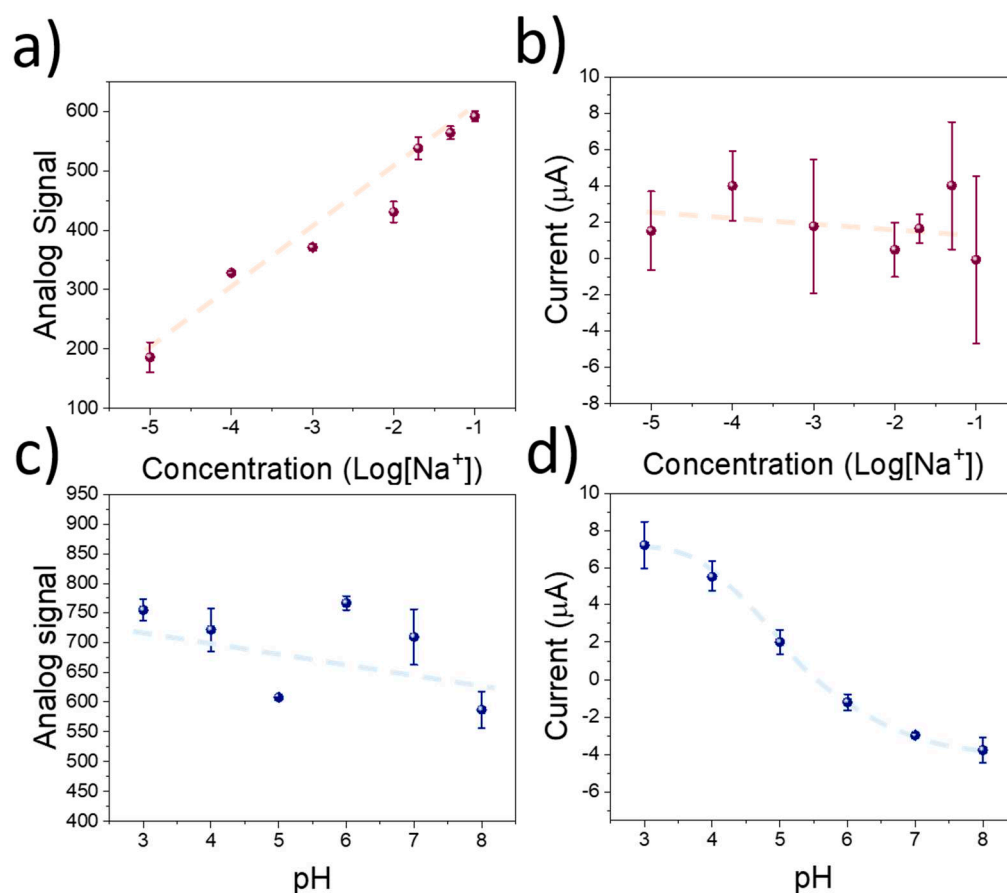 a)
600
500
400
300
200
100
Analog Signal
-5 -4 -3 -2 -1
Concentration (Log[Na⁺])
b)
10
8
6
4
2
0
-2
-4
-6
-8
Current (μA)
-5 -4 -3 -2 -1
Concentration (Log[Na⁺])
c)
950
900
850
800
750
700
650
600
550
500
450
400
Analog signal
3 4 5 6 7 8
pH
d)
10
8
6
4
2
0
-2
-4
-6
Current (μA)
3 4 5 6 7 8
pH